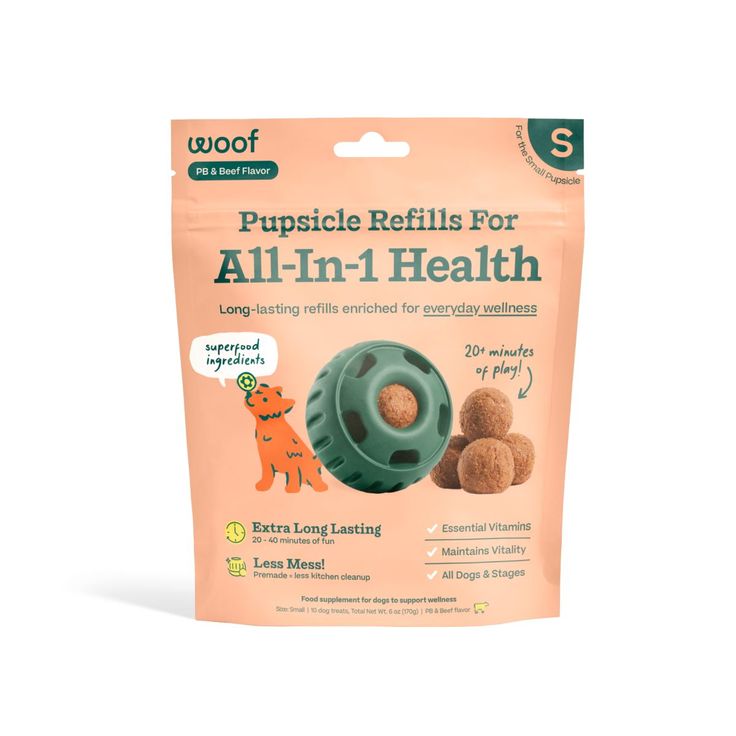 woof
PB & Beef Flavor
S
For the Small Pupsicle
Pupsicle Refills For
All-In-1 Health
Long-lasting refills enriched for everyday wellness
superfood
ingredients
20+ minutes
of play!
Extra Long Lasting
20 - 40 minutes of fun
Less Mess!
Premade = less kitchen cleanup
Essential Vitamins
Maintains Vitality
All Dogs & Stages
Food supplement for dogs to support wellness
Size: Small | 10 dog treats, Total Net Wt. 6 oz (170g) | PB & Beef flavor